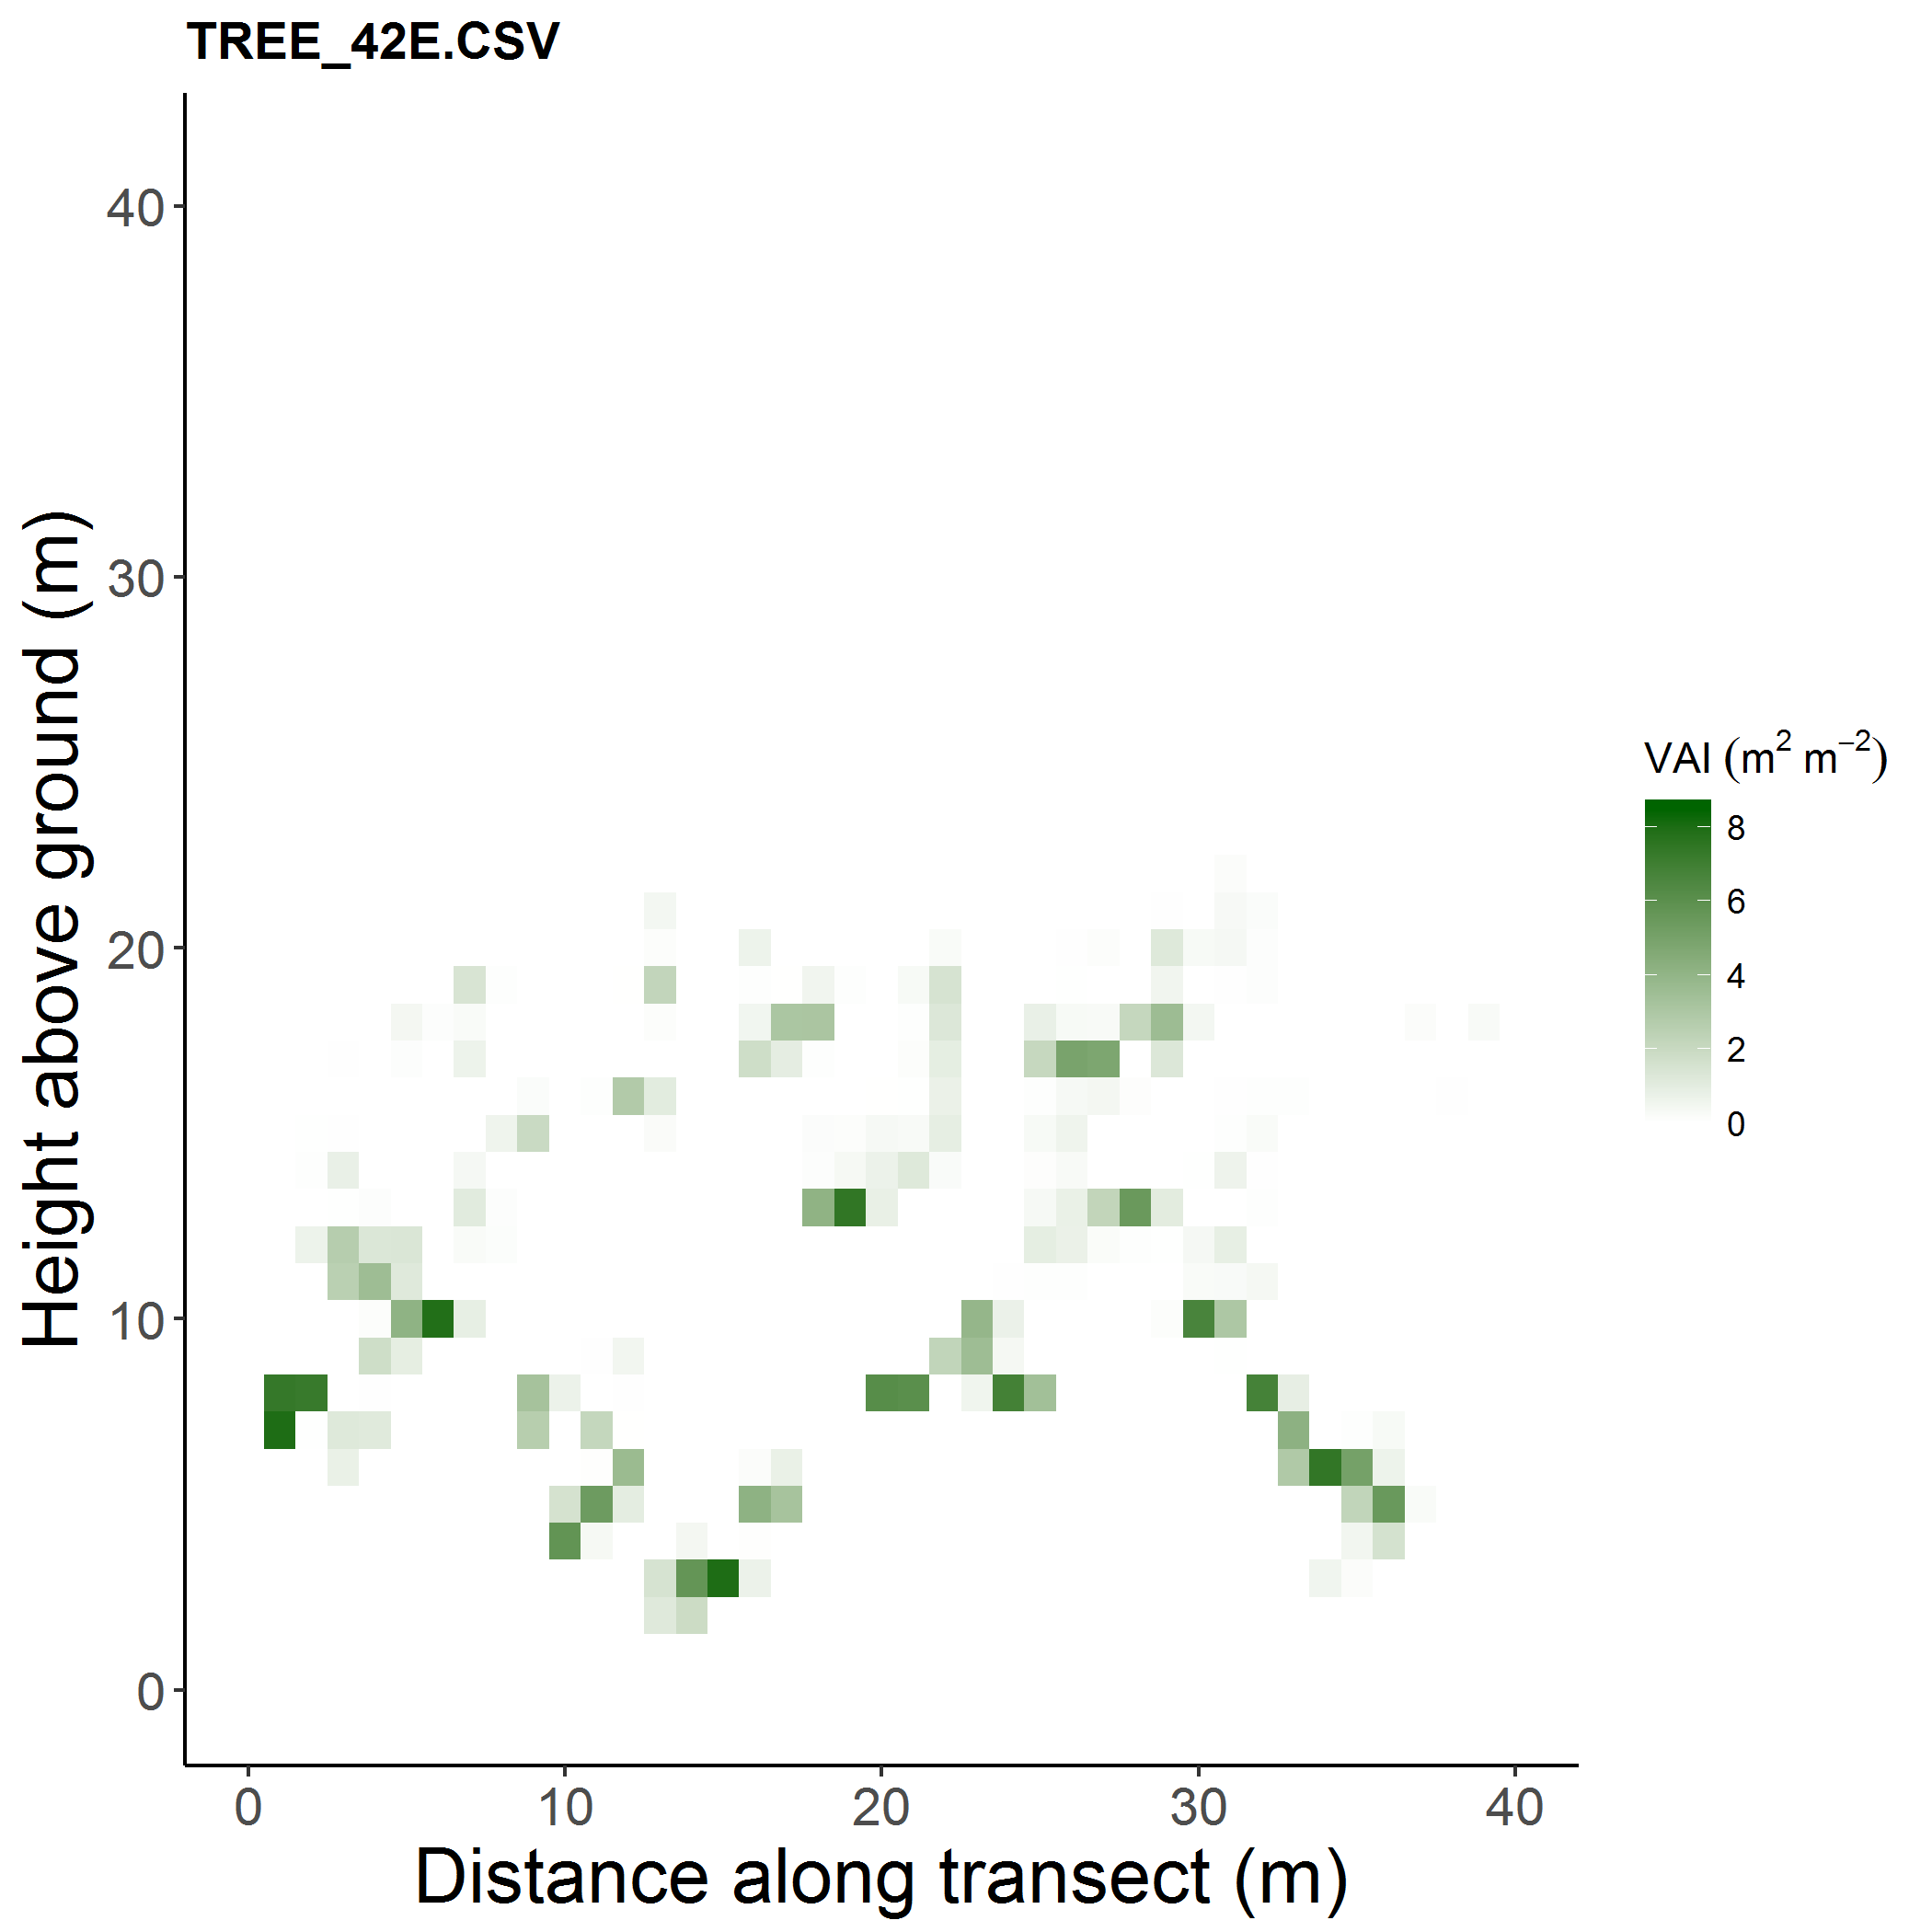 TREE_42E.CSV
40
30
20
10
0
Height above ground (m)
0 10 20 30 40
Distance along transect (m)
VAI (m² m⁻²)
8
6
4
2
0